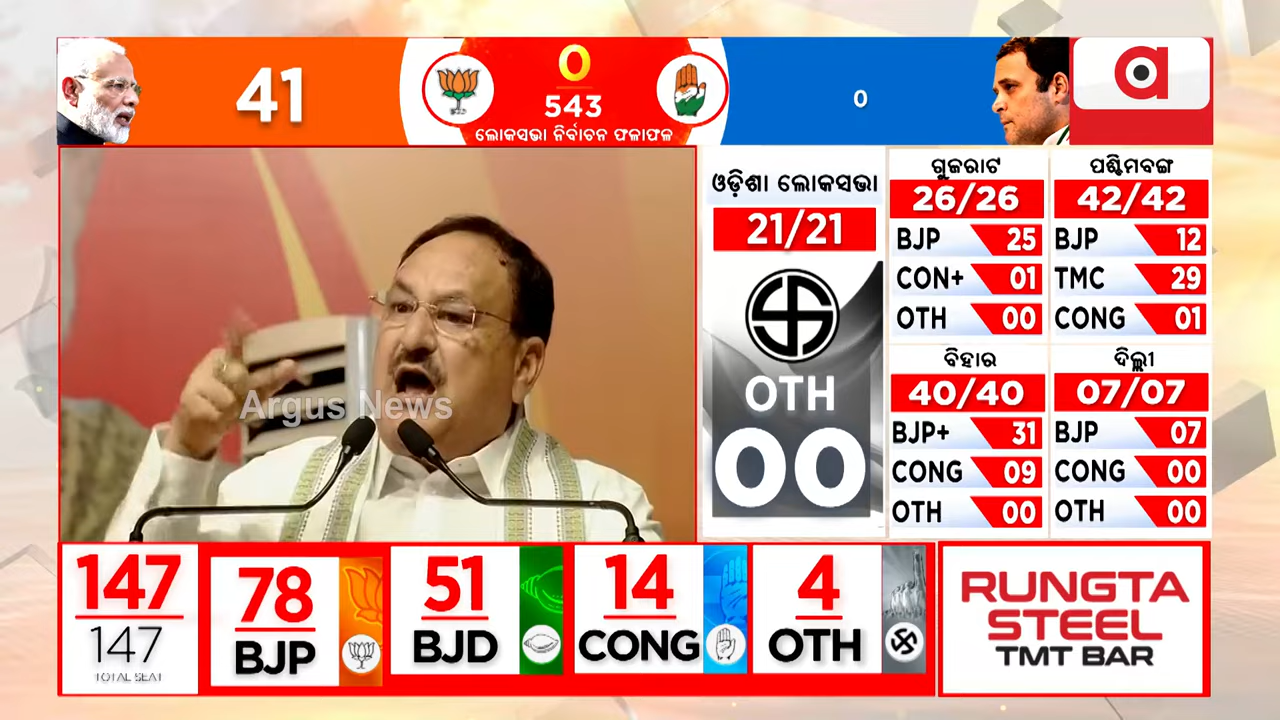 41
0
543
ଲୋକସଭା ନିର୍ବାଚନ ଫଳାଫଳ
0
a
Argus News
ଓଡ଼ିଶା ଲୋକସଭା
21/21
OTH
00
ଗୁଜରାଟ
26/26
BJP 25
CON+ 01
OTH 00
ପଶ୍ଚିମବଙ୍ଗ
42/42
BJP 12
TMC 29
CONG 01
ବିହାର
40/40
BJP+ 31
CONG 09
OTH 00
ଦିଲ୍ଲୀ
07/07
BJP 07
CONG 00
OTH 00
147
147
TOTAL SEAT
78
BJP
51
BJD
14
CONG
4
OTH
RUNGTA
STEEL
TMT BAR